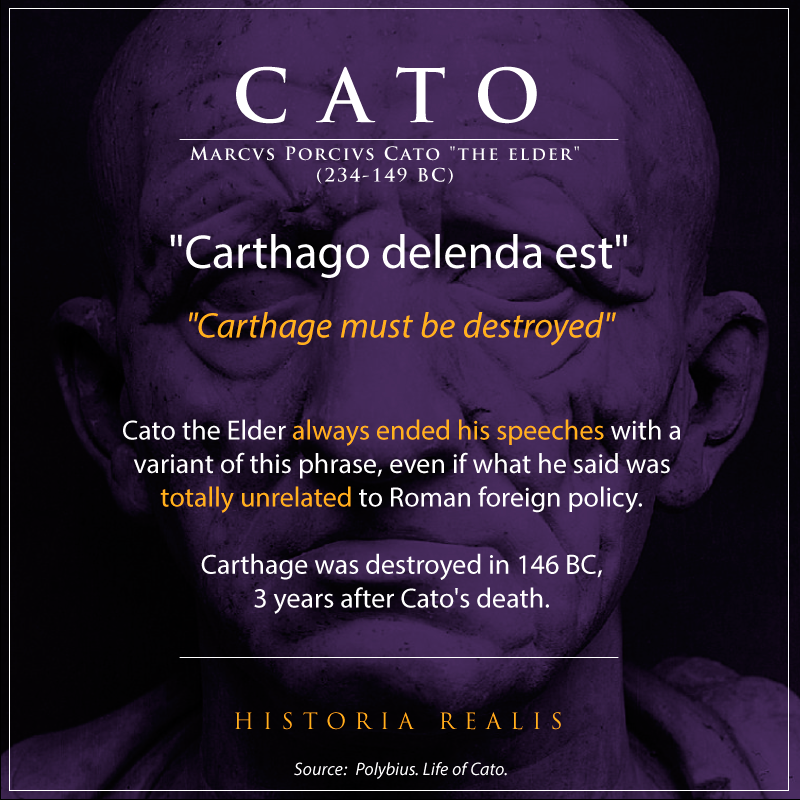 CATO
MARCVS PORCIVS CATO "THE ELDER"
(234-149 BC)
"Carthago delenda est"
"Carthage must be destroyed"
Cato the Elder always ended his speeches with a
variant of this phrase, even if what he said was
totally unrelated to Roman foreign policy.
Carthage was destroyed in 146 BC,
3 years after Cato's death.
HISTORIA REALIS
Source: Polybius. Life of Cato.